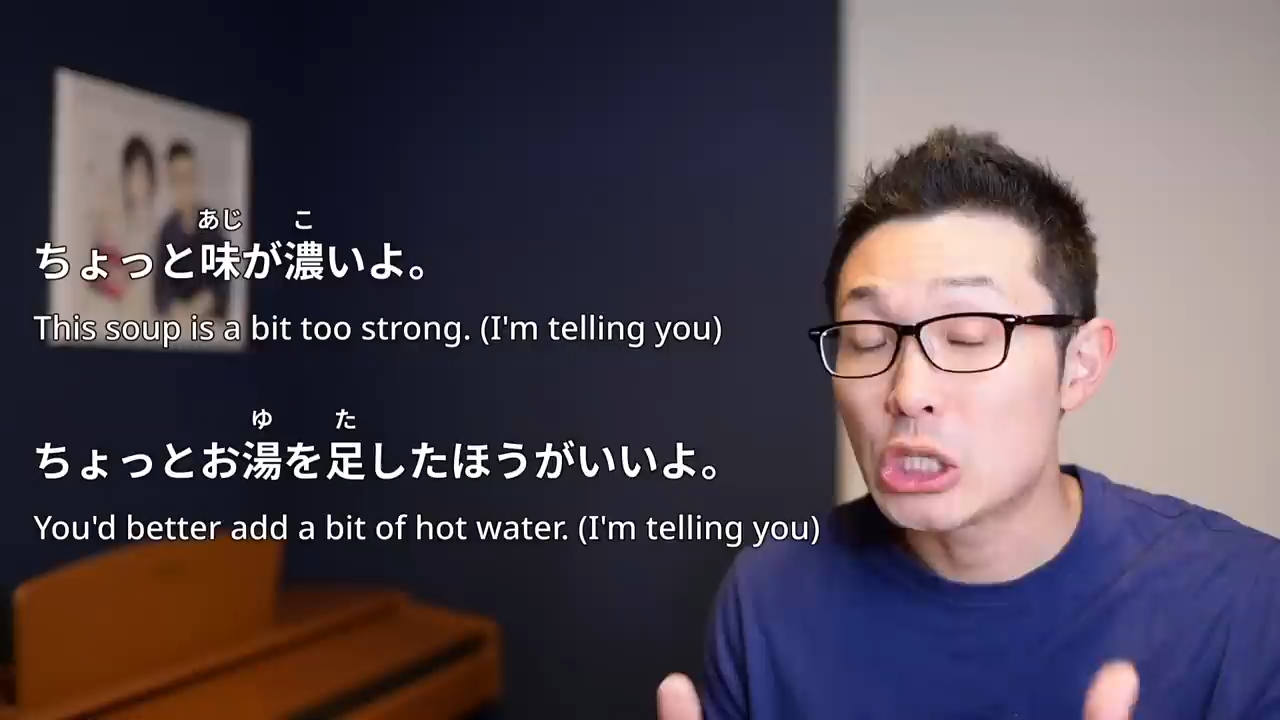 あじ こ
ちょっと味が濃いよ。
This soup is a bit too strong. (I'm telling you)
ゆ た
ちょっとお湯を足したほうがいいよ。
You'd better add a bit of hot water. (I'm telling you)